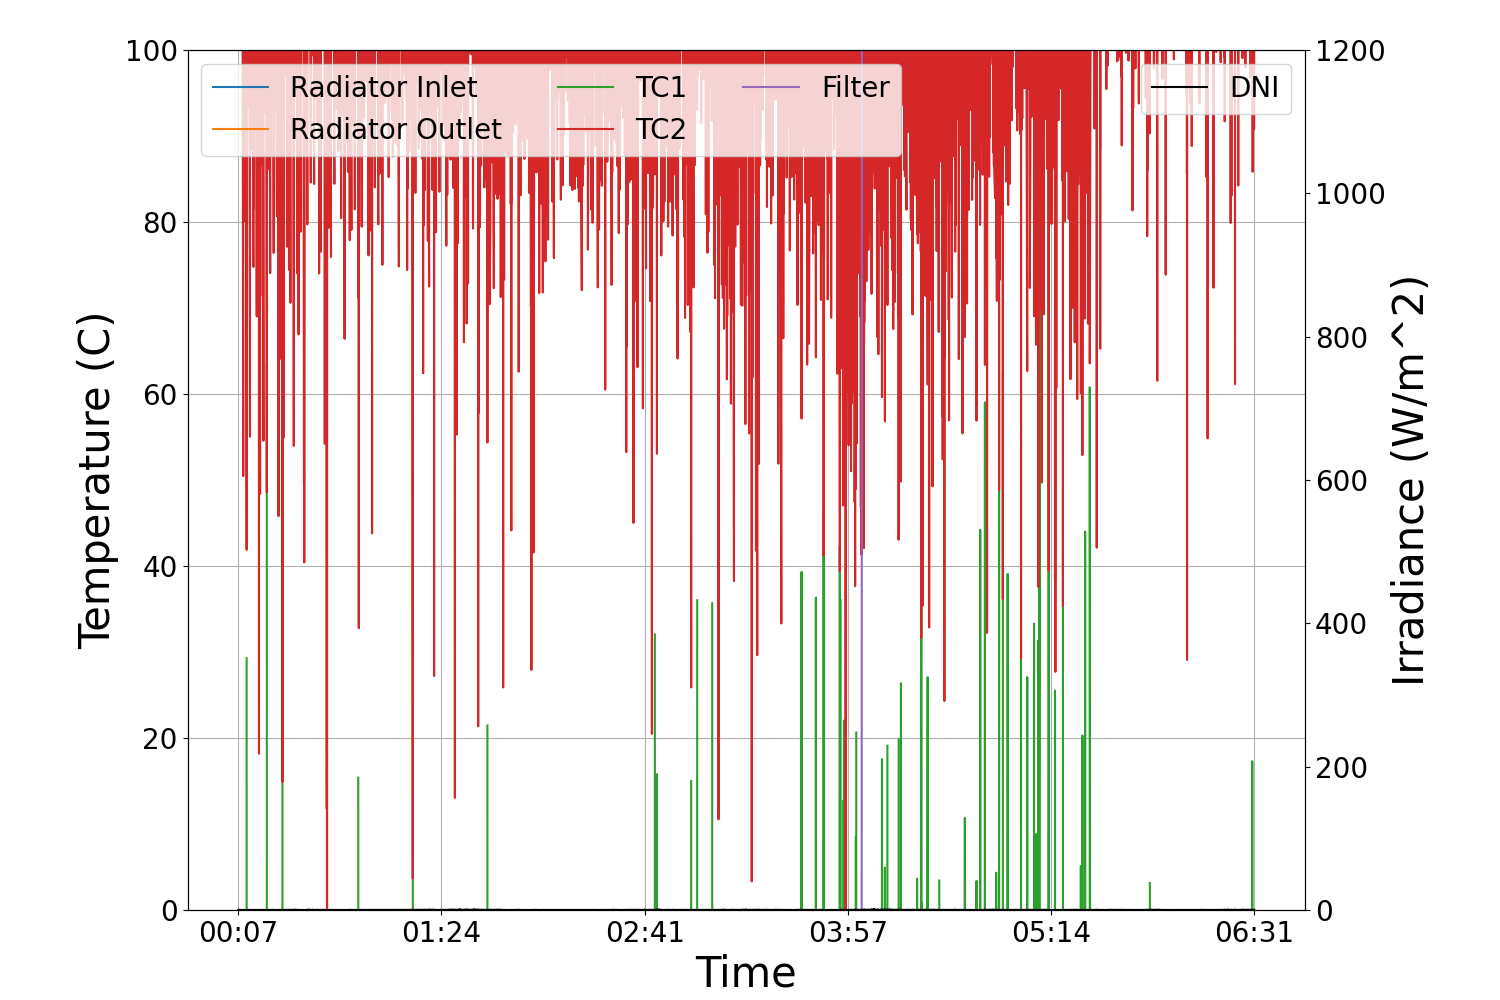 Radiator Inlet
Radiator Outlet
TC1
TC2
Filter
DNI
Temperature (C)
100
80
60
40
20
0
Irradiance (W/m^2)
1200
1000
800
600
400
200
0
00:07 01:24 02:41 03:57 05:14 06:31
Time